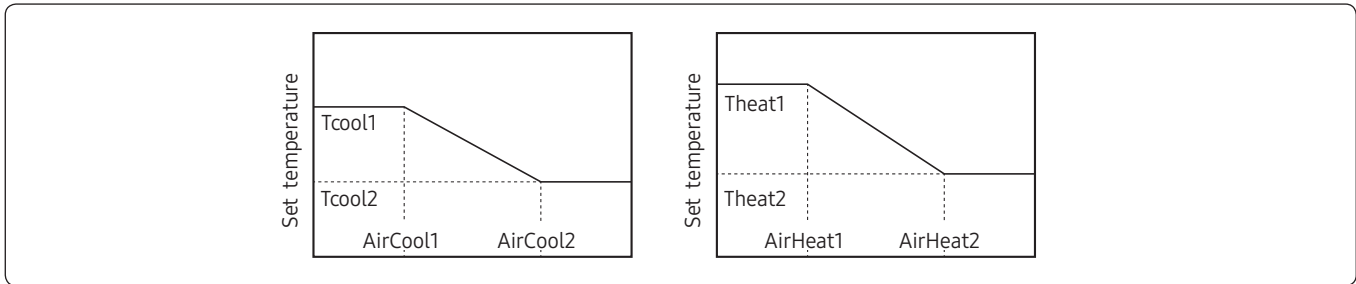 Set temperature
Tcool1
Tcool2
AirCool1
AirCool2
Set temperature
Theat1
Theat2
AirHeat1
AirHeat2